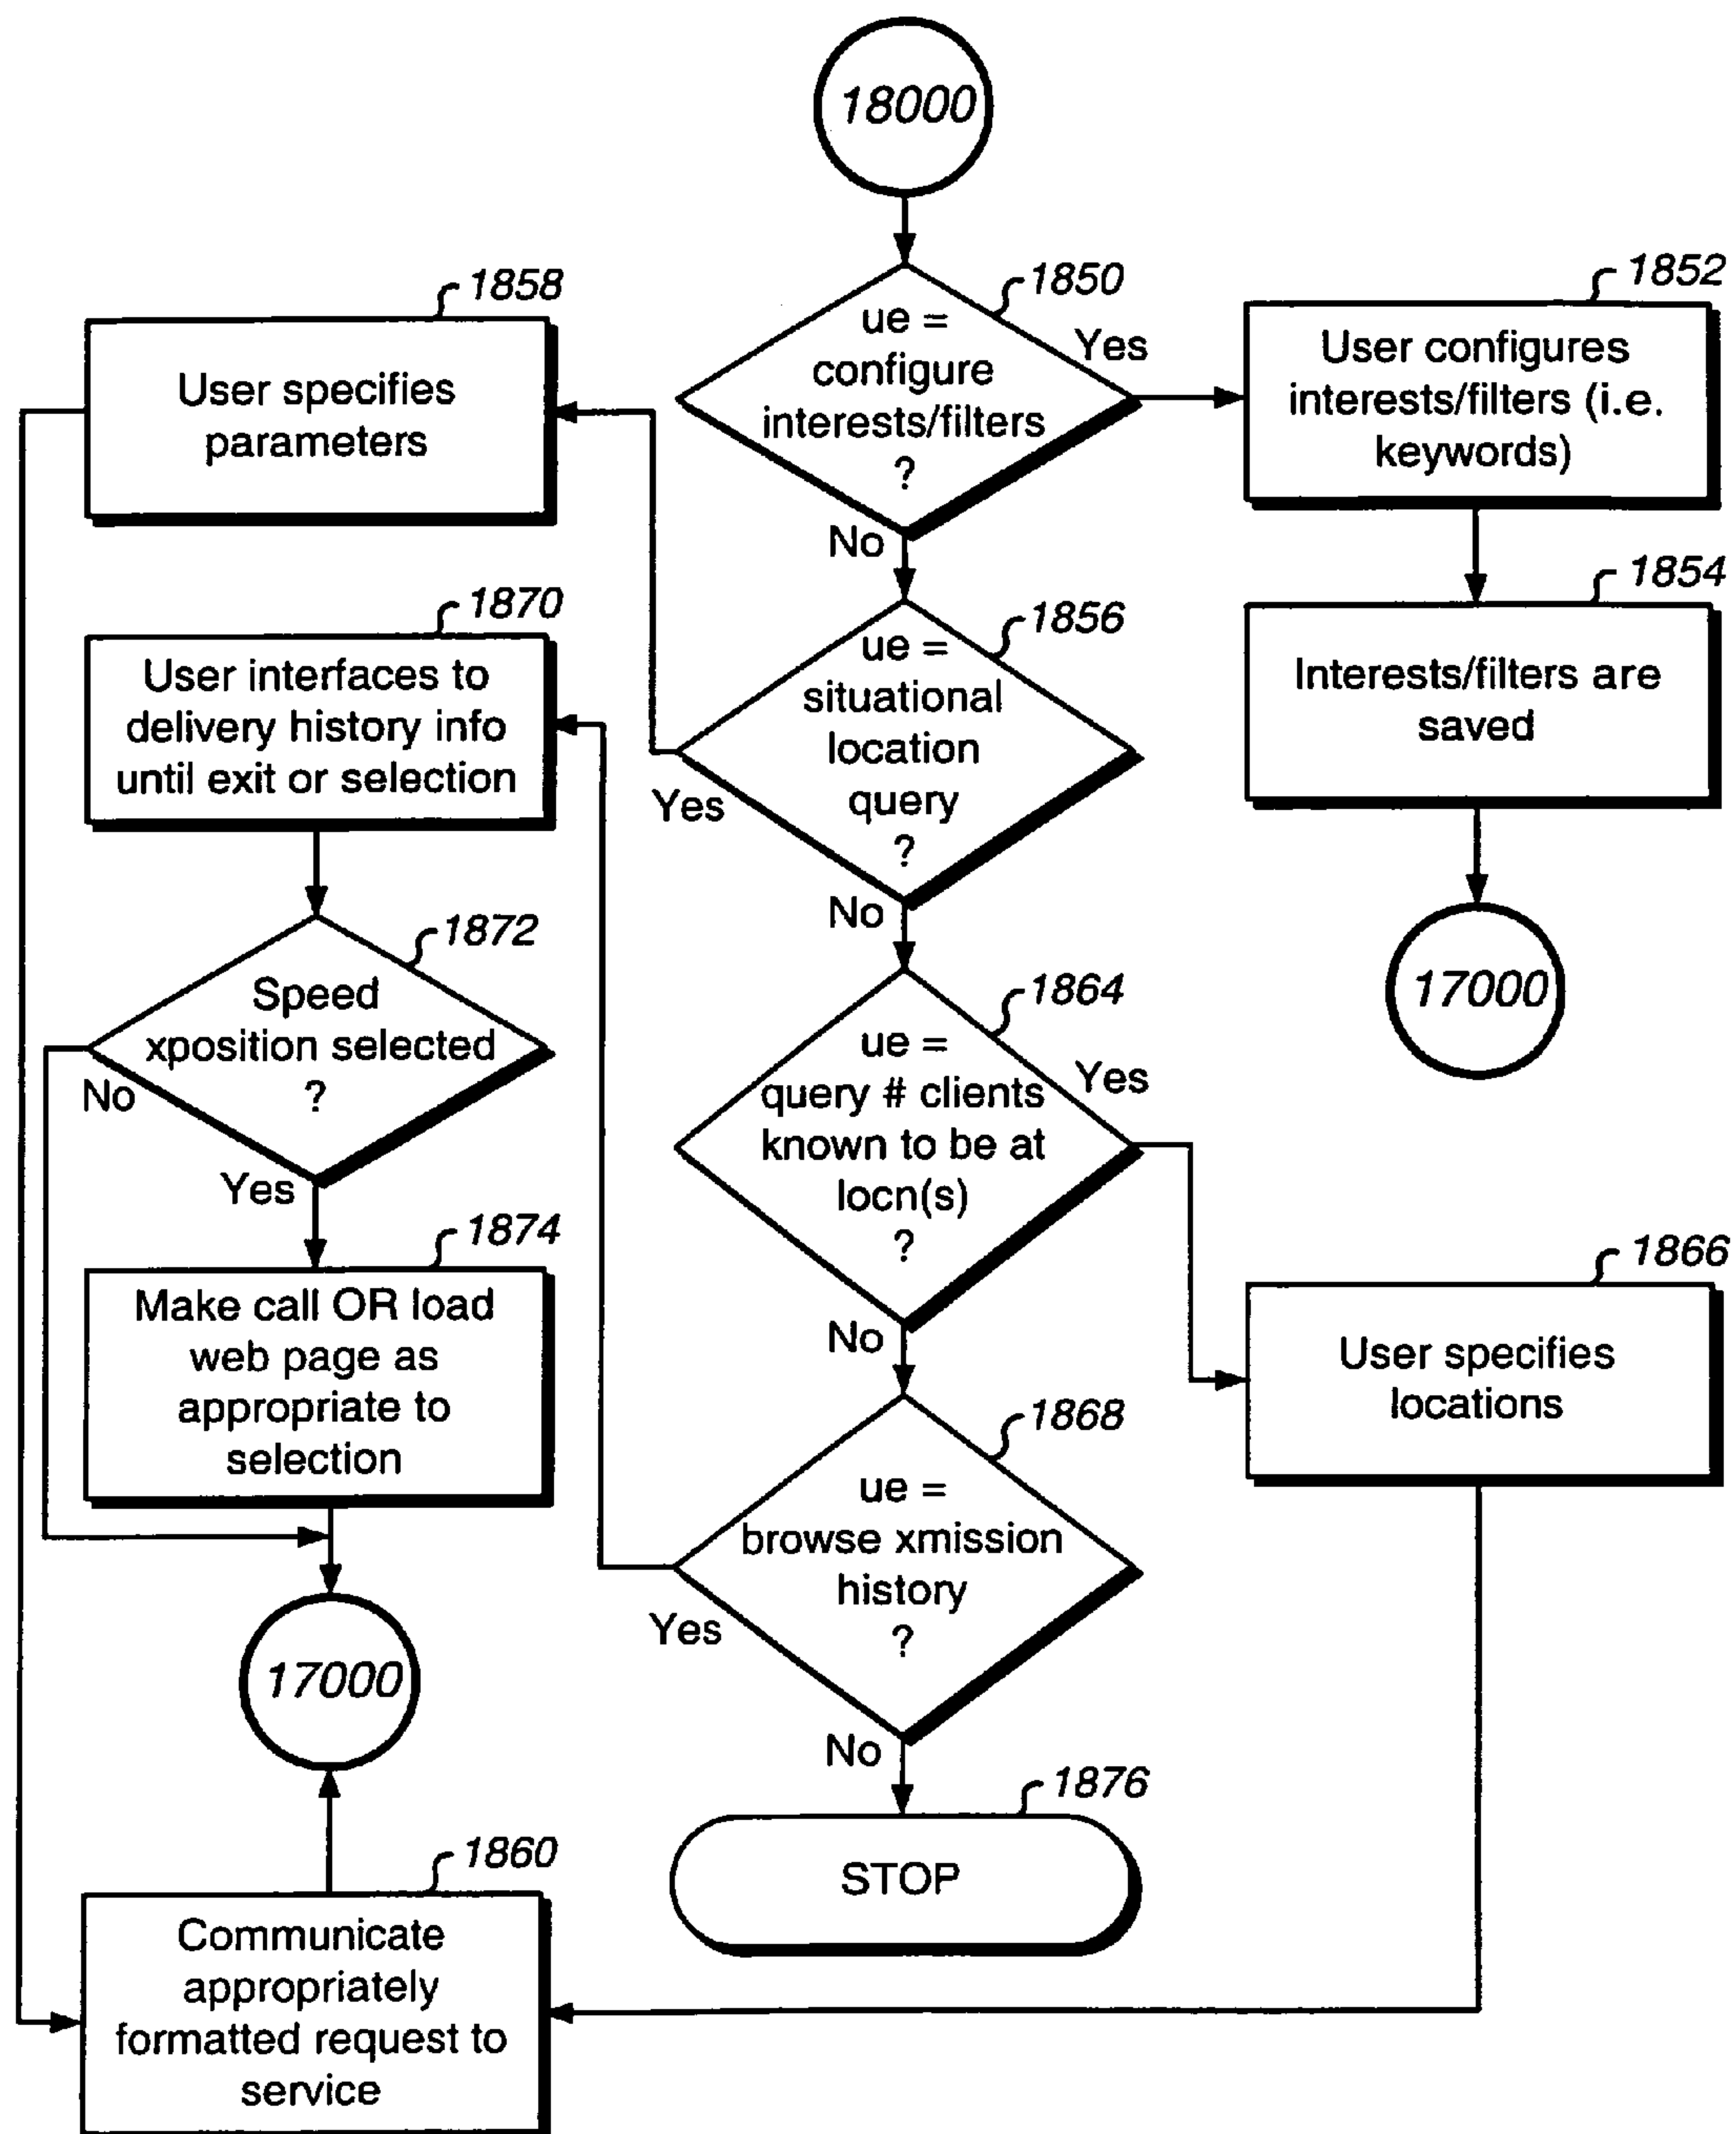 18000
1850
ue =
configure
interests/filters
?
Yes
No
1852
User configures
interests/filters (i.e.
keywords)
1854
Interests/filters are
saved
17000
1858
User specifies
parameters
1856
ue =
situational
location
query
?
Yes
No
1870
User interfaces to
delivery history info
until exit or selection
1872
Speed
xposition selected
?
No
Yes
1874
Make call OR load
web page as
appropriate to
selection
17000
1864
ue =
query # clients
known to be at
locn(s)
?
Yes
No
1866
User specifies
locations
1868
ue =
browse xmission
history
?
Yes
No
1876
STOP
1860
Communicate
appropriately
formatted request to
service